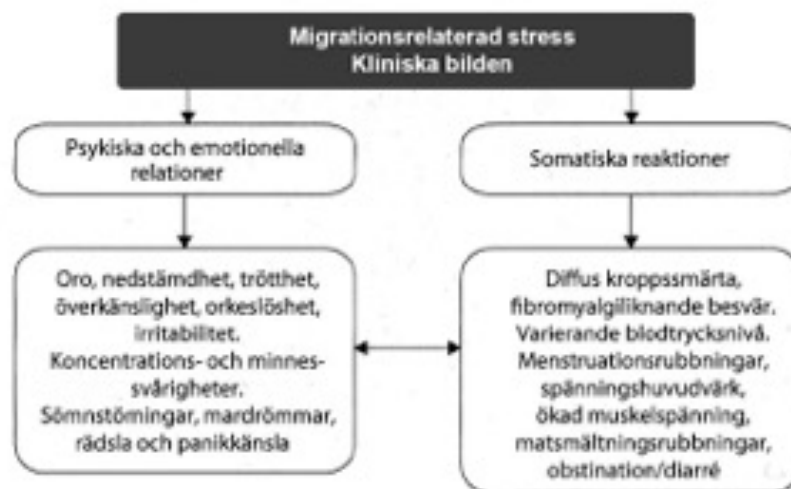 Migrationsrelaterad stress
Kliniska bilden
Psykiska och emotionella
relationer
Somatiska reaktioner
Oro, nedstämdhet, trötthet,
överkänslighet, orkeslöshet,
irritabilitet.
Koncentrations- och minnes-
svårigheter.
Sömnstörningar, mardrömmar,
rädsla och panikkänsla
Diffus kroppssmärta,
fibromyalgiliknande besvär.
Varierande blodtrycksnivå.
Menstruationsrubbningar,
spänningshuvudvärk,
ökad muskelspänning,
matsmältningsrubbningar,
obstination/diarré